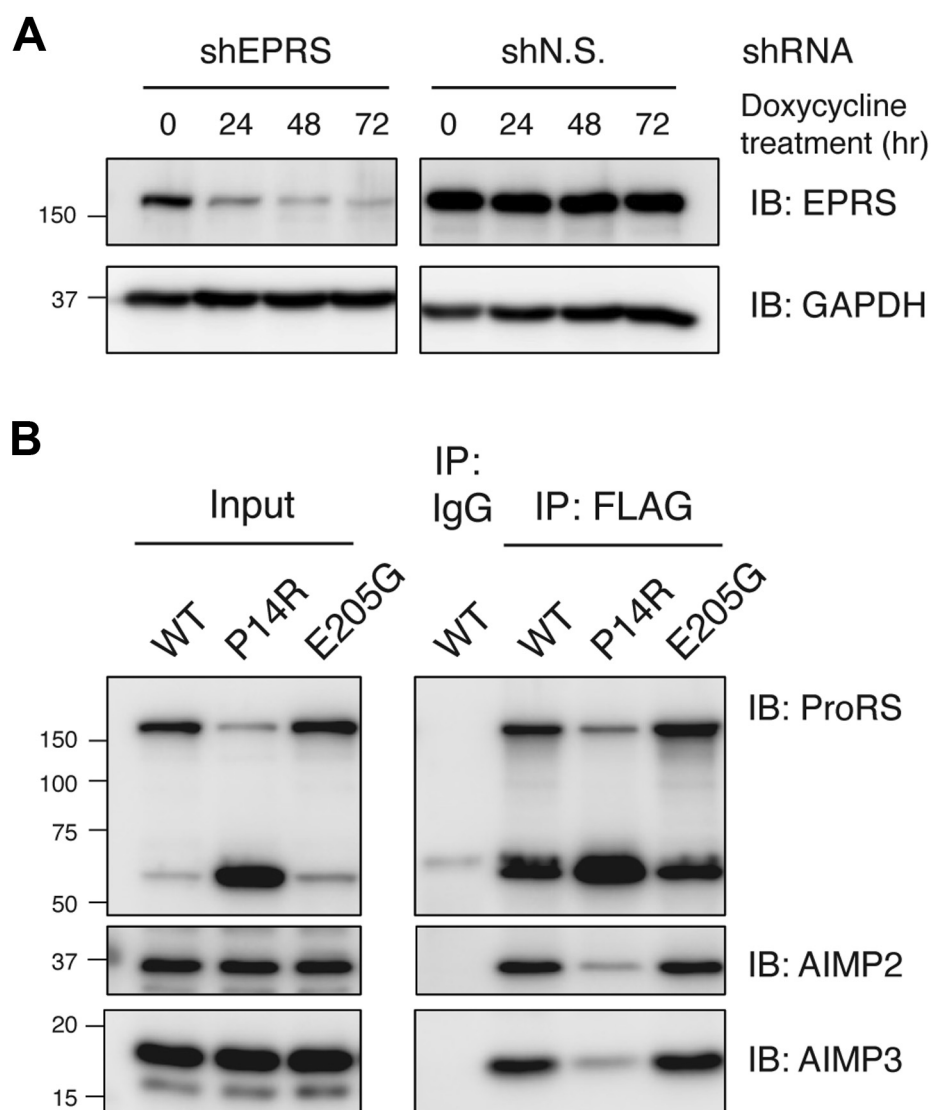 A
shEPRS shN.S. shRNA
0 24 48 72 0 24 48 72 Doxycycline
treatment (hr)
150 IB: EPRS
37 IB: GAPDH
B
IP:
Input IgG IP: FLAG
WT P14R E205G WT WT P14R E205G
IB: ProRS
150
100
75
50
37 IB: AIMP2
20
IB: AIMP3
15